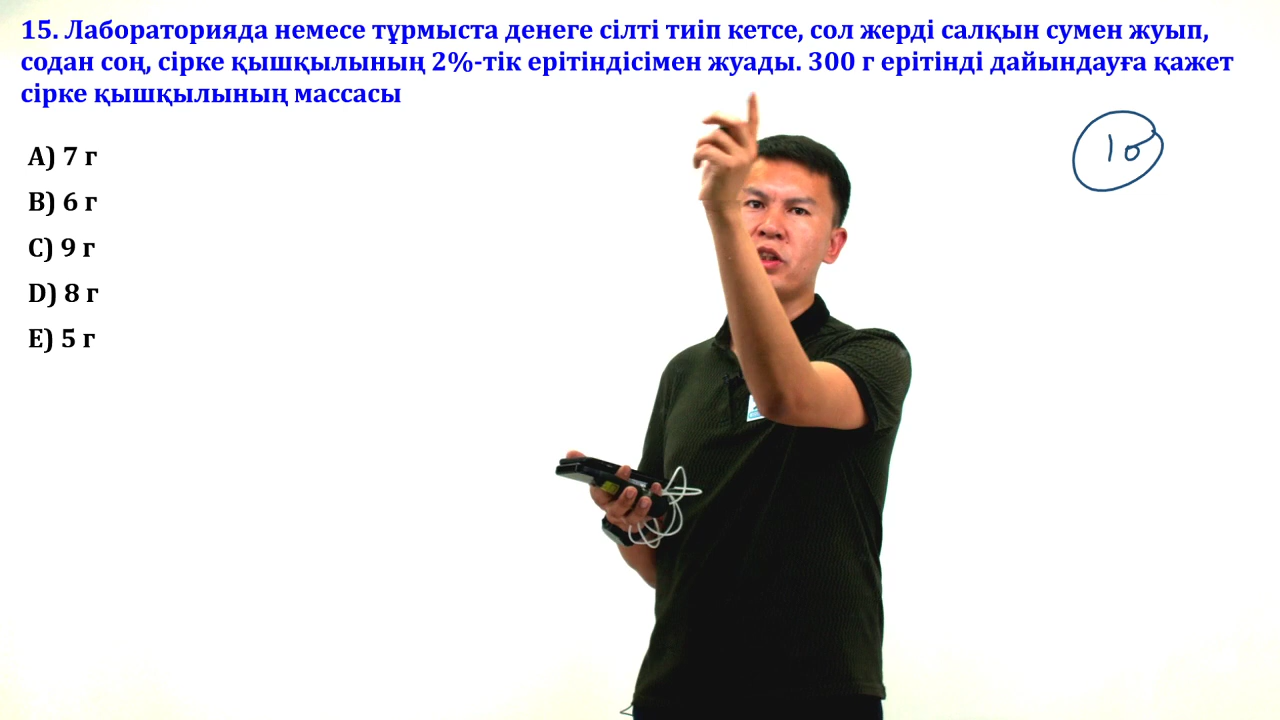 15. Лабораторияда немесе тұрмыста денеге сілті тиіп кетсе, сол жерді салқын сумен жуып,
содан соң, сірке қышқылының 2%-тік ерітіндісімен жуады. 300 г ерітінді дайындауға қажет
сірке қышқылының массасы
10
A) 7 г
B) 6 г
C) 9 г
D) 8 г
E) 5 г